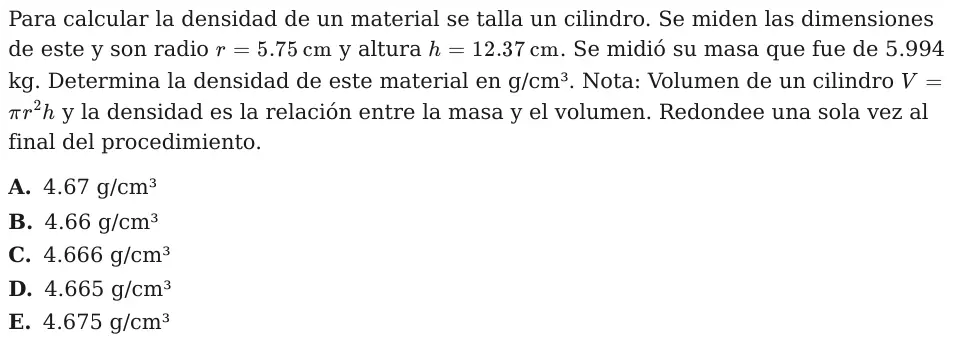 Para calcular la densidad de un material se talla un cilindro. Se miden las dimensiones
de este y son radio r = 5.75 cm y altura h = 12.37 cm. Se midió su masa que fue de 5.994
kg. Determina la densidad de este material en g/cm³. Nota: Volumen de un cilindro V =
πr²h y la densidad es la relación entre la masa y el volumen. Redondee una sola vez al
final del procedimiento.
A. 4.67 g/cm³
B. 4.66 g/cm³
C. 4.666 g/cm³
D. 4.665 g/cm³
E. 4.675 g/cm³